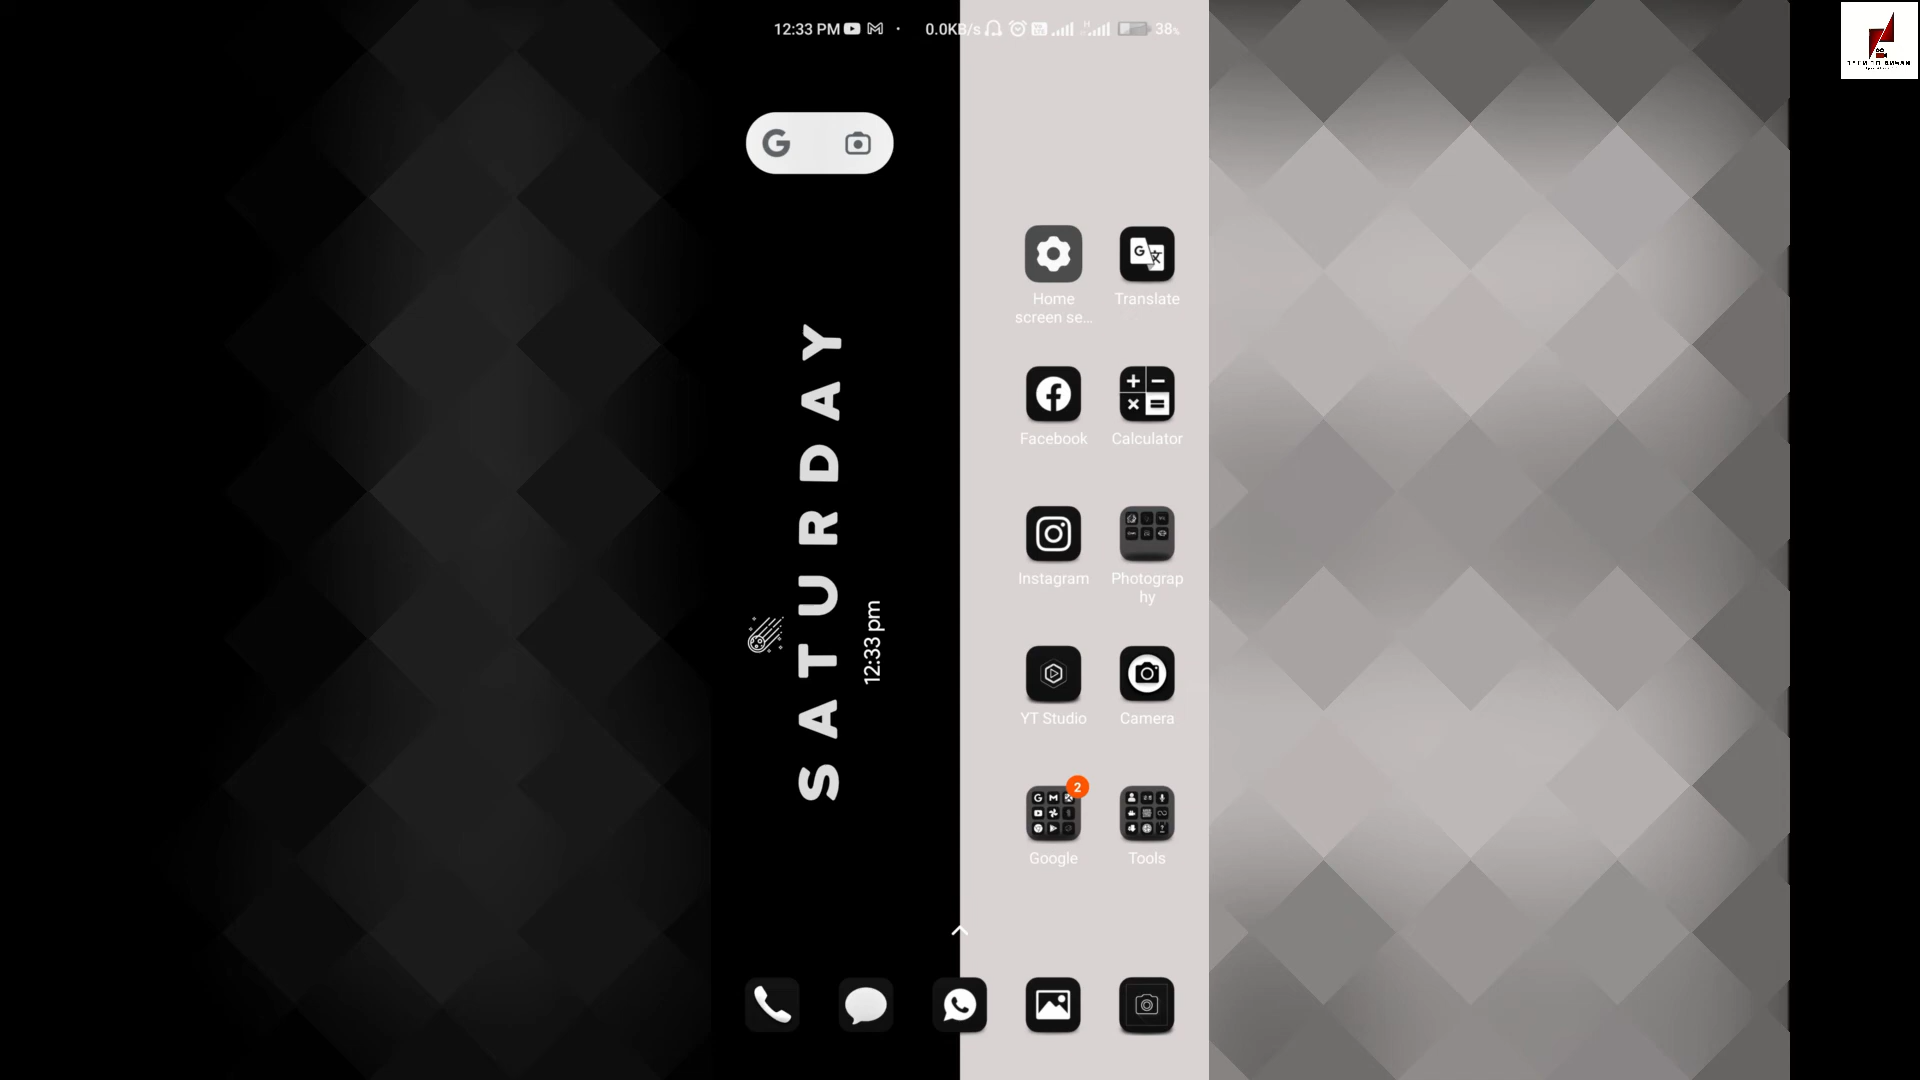 12:33 PM
0.0KB/s
38%
Home
screen se...
Translate
SATURDAY
12:33 pm
Facebook
Calculator
Instagram
Photograp
hy
YT Studio
Camera
2
Google
Tools